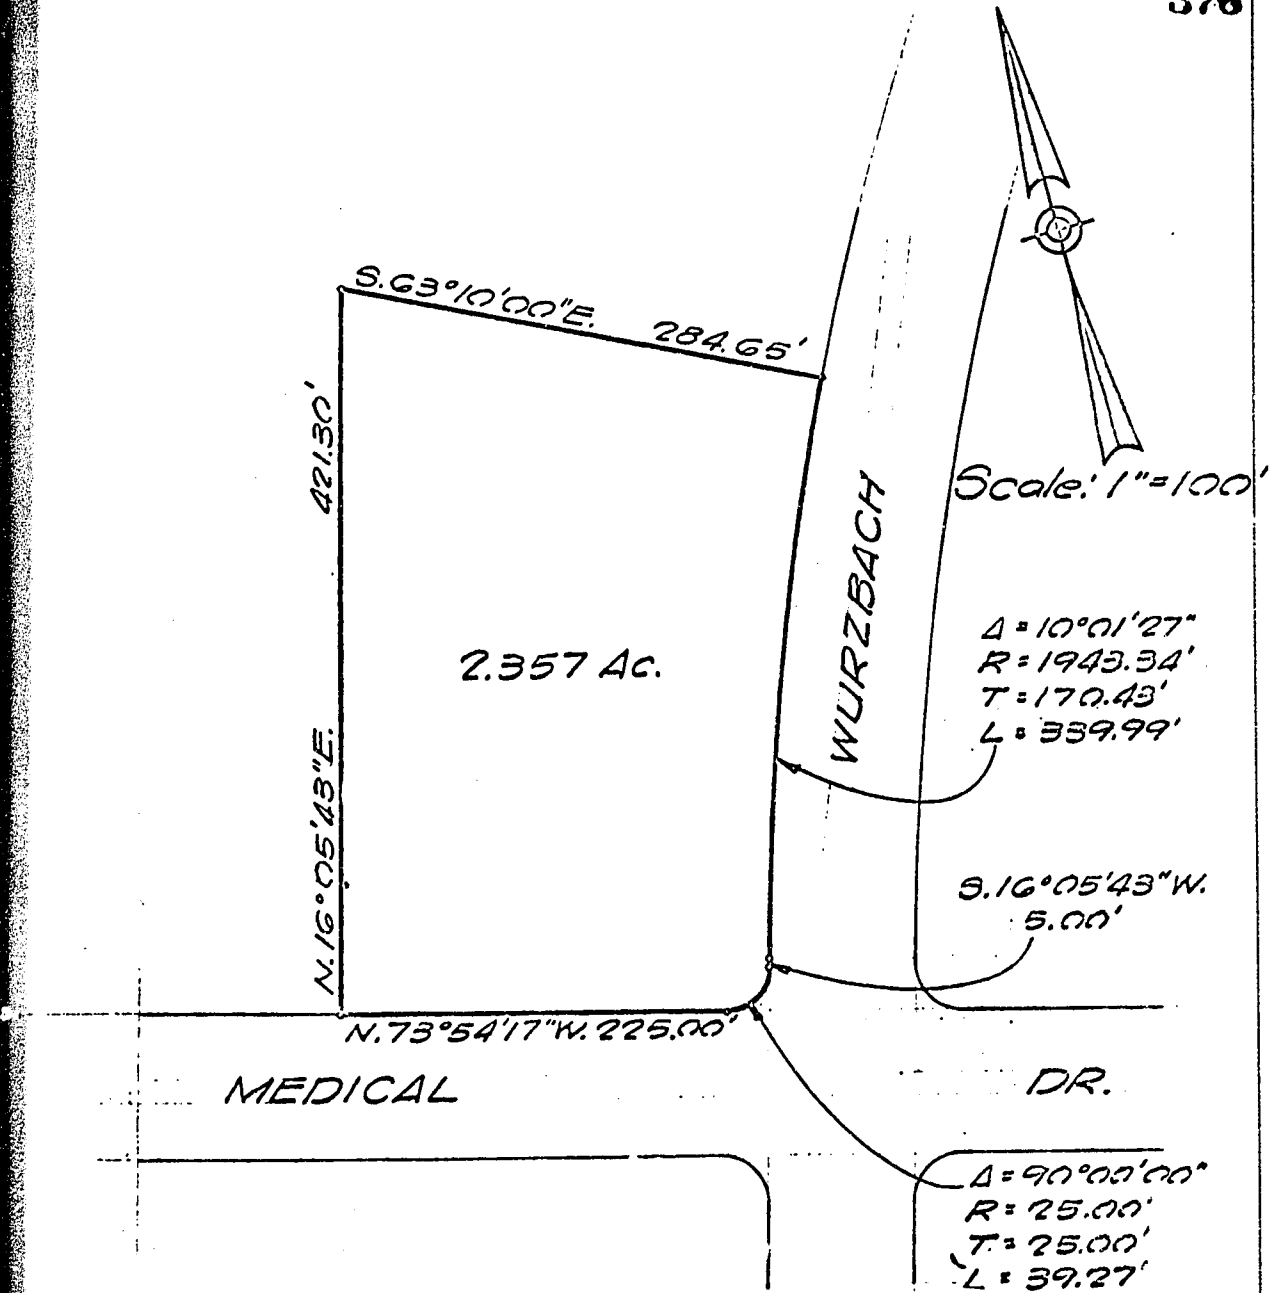 376
S.63°10'00"E. 284.65'
421.30'
N.16°05'43"E.
Scale: 1"=100'
WURZBACH
2.357 Ac.
Δ=10°01'27"
R=1943.34'
T=170.43'
L=339.99'
S.16°05'43"W.
5.00'
N.73°54'17"W. 225.00'
MEDICAL DR.
Δ=90°00'00"
R=25.00'
T=25.00'
L=39.27'